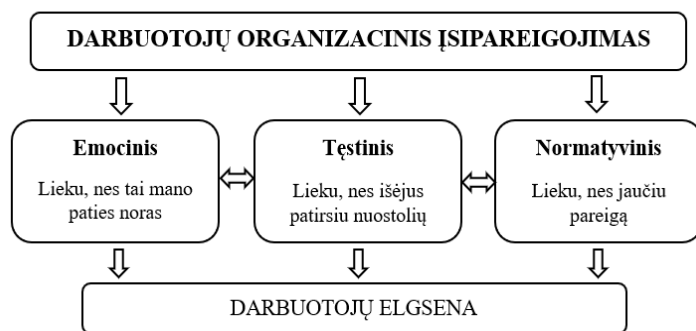 DARBUOTOJŲ ORGANIZACINIS ĮSIPAREIGOJIMAS
Emocinis
Lieku, nes tai mano
paties noras
Tęstinis
Lieku, nes išėjus
patirsiu nuostolių
Normatyvinis
Lieku, nes jaučiu
pareigą
DARBUOTOJŲ ELGSENA